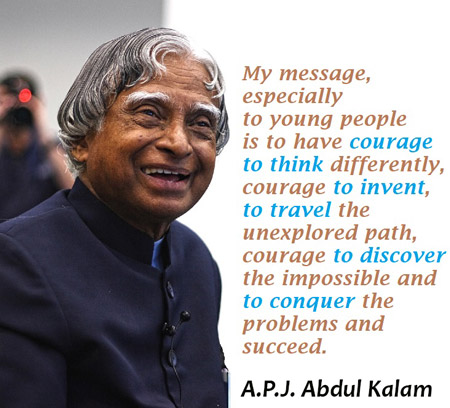 My message,
especially
to young people
is to have courage
to think differently,
courage to invent,
to travel the
unexplored path,
courage to discover
the impossible and
to conquer the
problems and
succeed.
A.P.J. Abdul Kalam